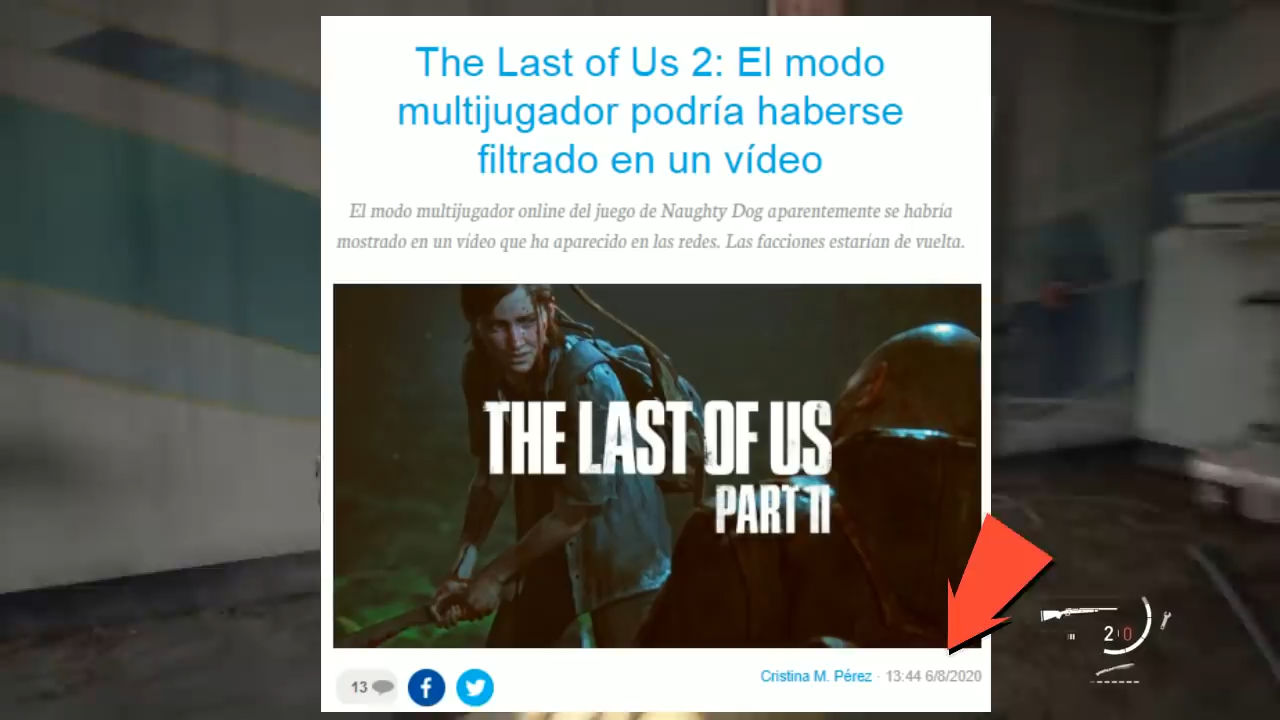 The Last of Us 2: El modo
multijugador podría haberse
filtrado en un vídeo
El modo multijugador online del juego de Naughty Dog aparentemente se habría
mostrado en un vídeo que ha aparecido en las redes. Las facciones estarían de vuelta.
THE LAST OF US
PART II
13
Cristina M. Pérez · 13:44 6/8/2020
2 0